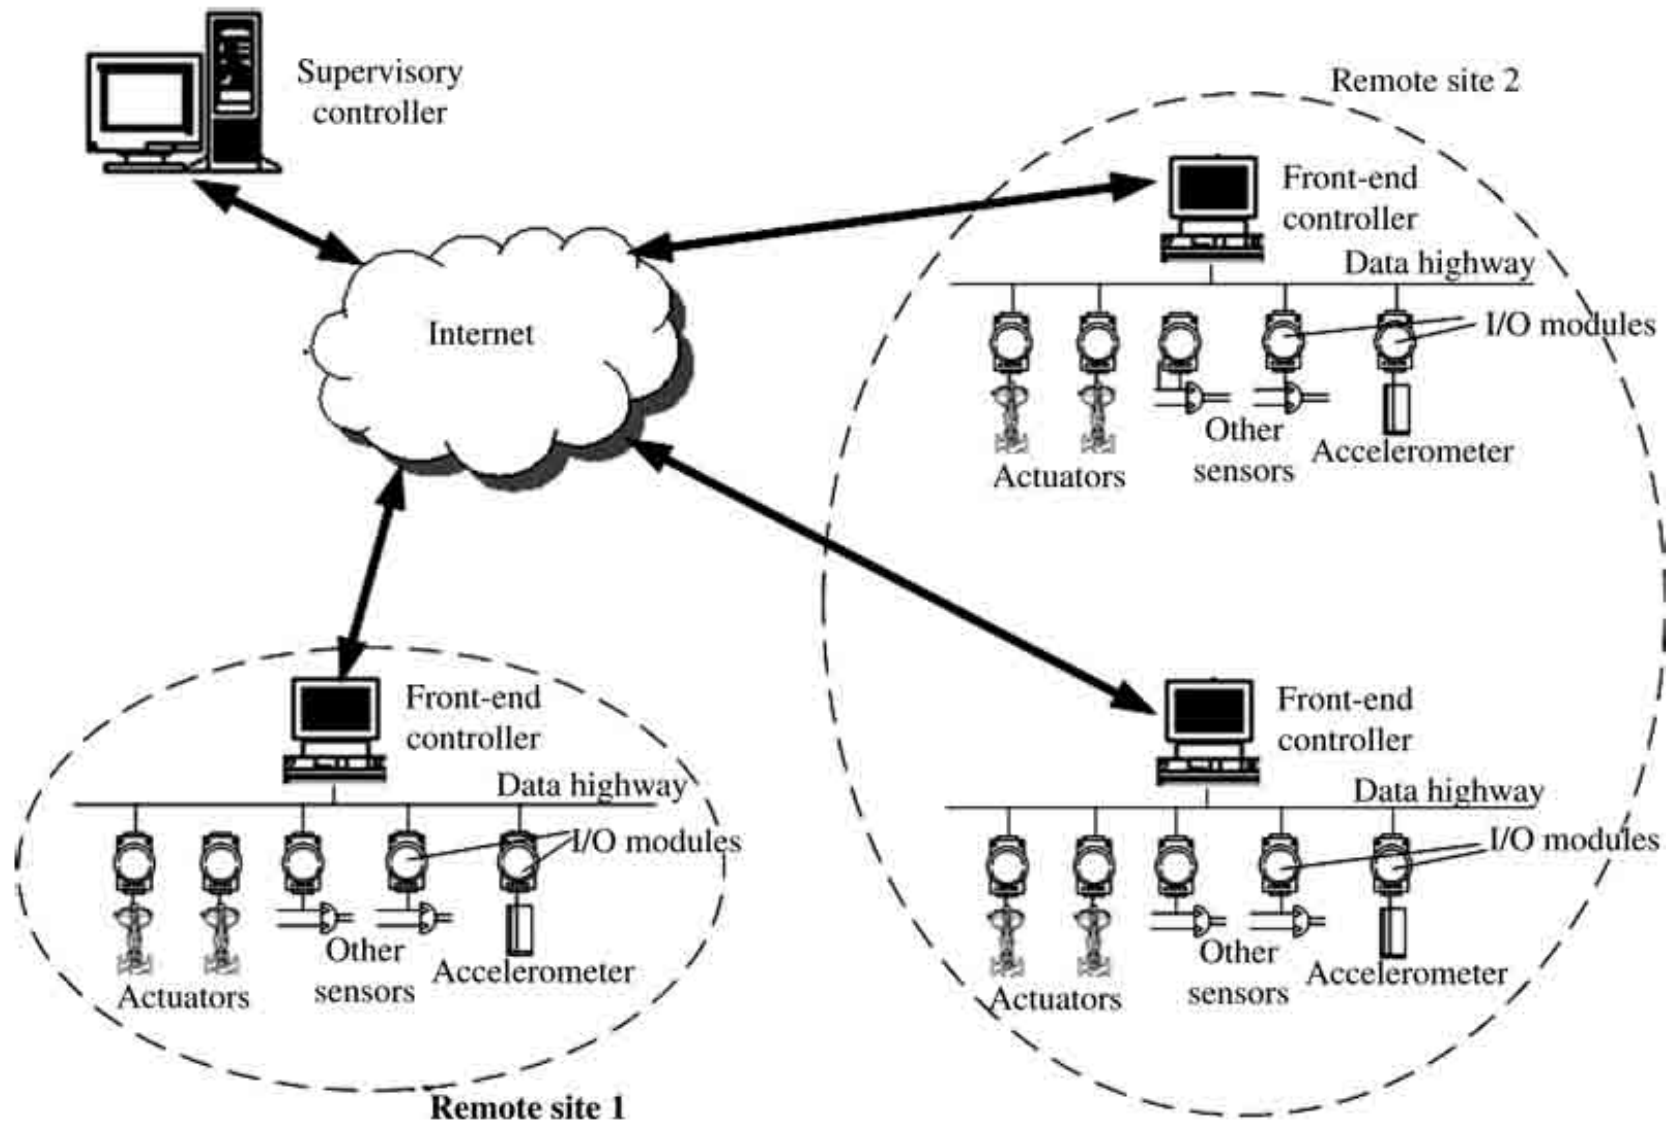 Supervisory
controller
Remote site 2
Front-end
controller
Data highway
I/O modules
Internet
Other
sensors
Accelerometer
Actuators
Front-end
controller
Data highway
I/O modules
Other
sensors
Accelerometer
Actuators
Remote site 1
Front-end
controller
Data highway
I/O modules
Other
sensors
Accelerometer
Actuators